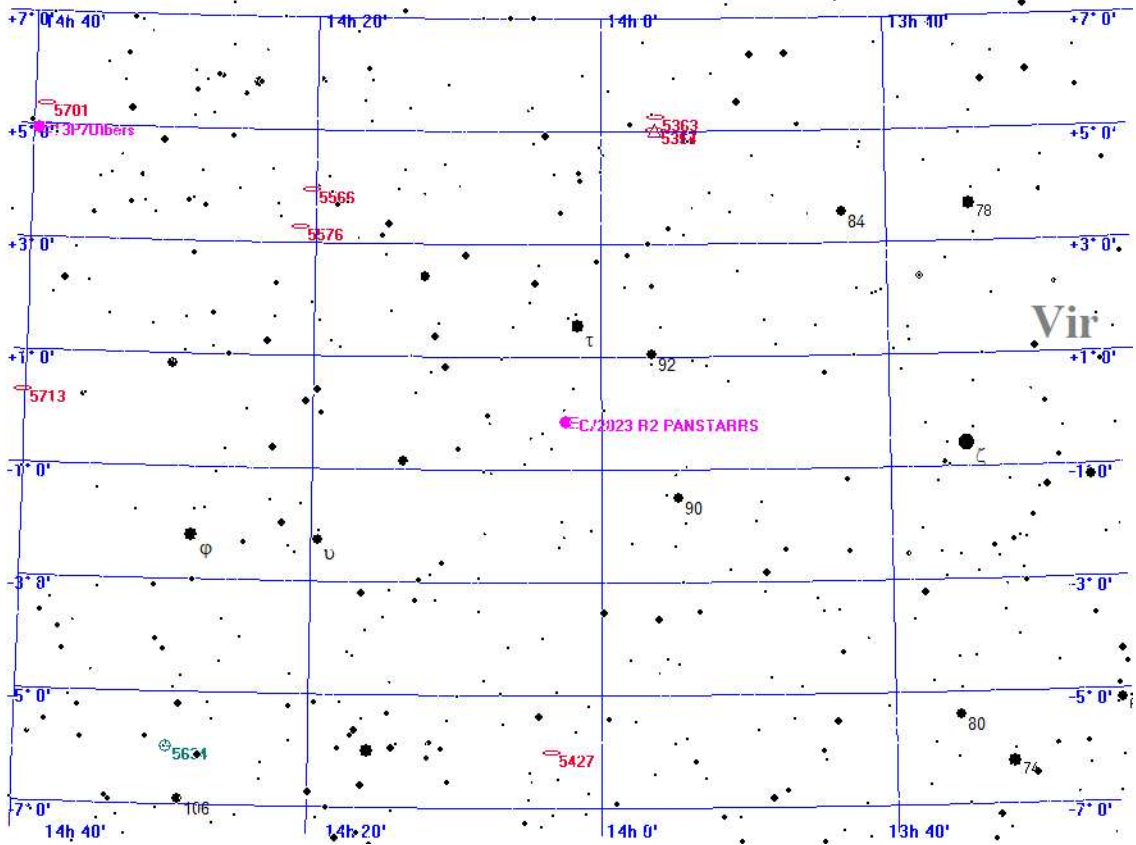 +7° 0' 14h 40' 14h 20' 14h 0' 13h 40' +7° 0'
5701
+5° 0' 13P/Olbers 5363 +5° 0'
5566 78
84
5576
+3° 0' +3° 0'
Vir
τ
+1° 0' 92 +1° 0'
5713
C/2023 R2 PANSTARRS
ζ
-1° 0' -1° 0'
90
φ υ
-3° 0' -3° 0'
-5° 0' -5° 0'
80
5634 5427 74
106
-7° 0' -7° 0'
14h 40' 14h 20' 14h 0' 13h 40'